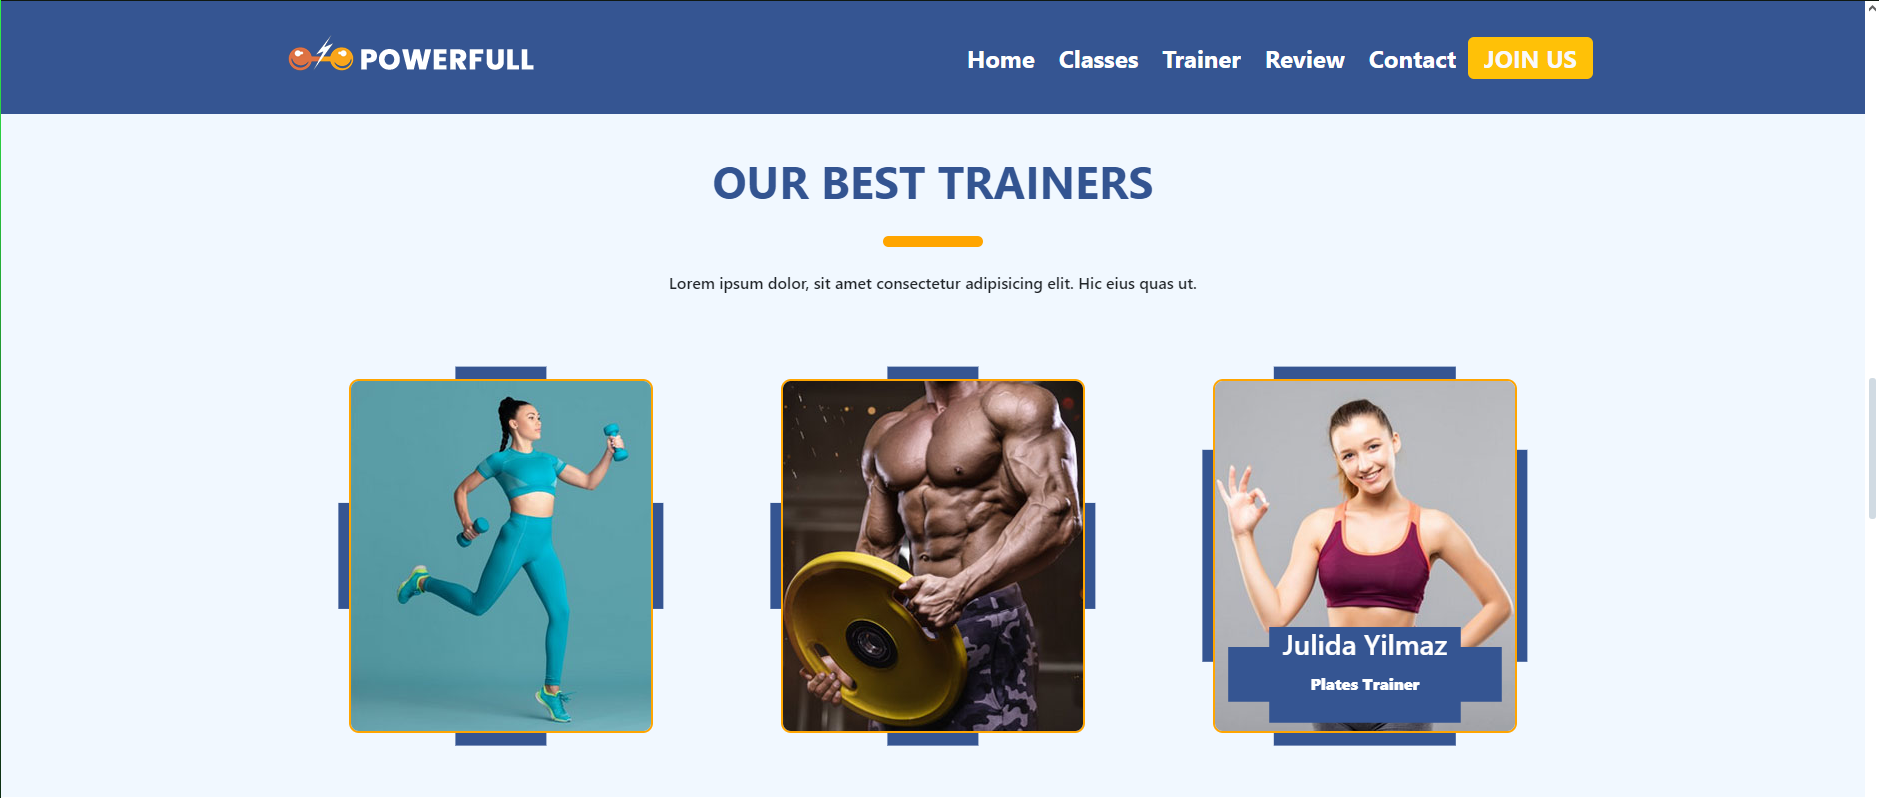 POWERFULL
Home Classes Trainer Review Contact JOIN US
OUR BEST TRAINERS
Lorem ipsum dolor, sit amet consectetur adipisicing elit. Hic eius quas ut.
Julida Yilmaz
Plates Trainer